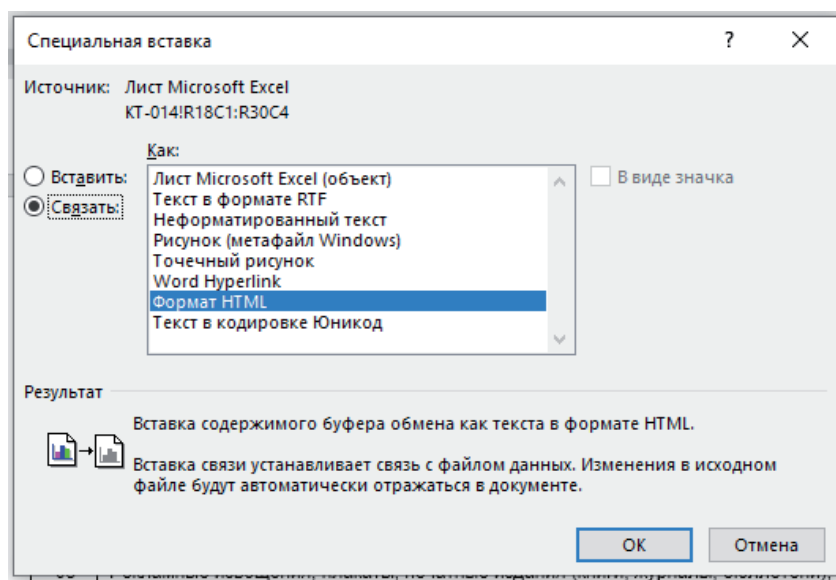 Специальная вставка ?
Источник: Лист Microsoft Excel
КТ-014!R18C1:R30C4
Как:
Вставить:
Связать:
Лист Microsoft Excel (объект)
Текст в формате RTF
Неформатированный текст
Рисунок (метафайл Windows)
Точечный рисунок
Word Hyperlink
Формат HTML
Текст в кодировке Юникод
В виде значка
Результат
Вставка содержимого буфера обмена как текста в формате HTML.
Вставка связи устанавливает связь с файлом данных. Изменения в исходном
файле будут автоматически отражаться в документе.
ОК Отмена